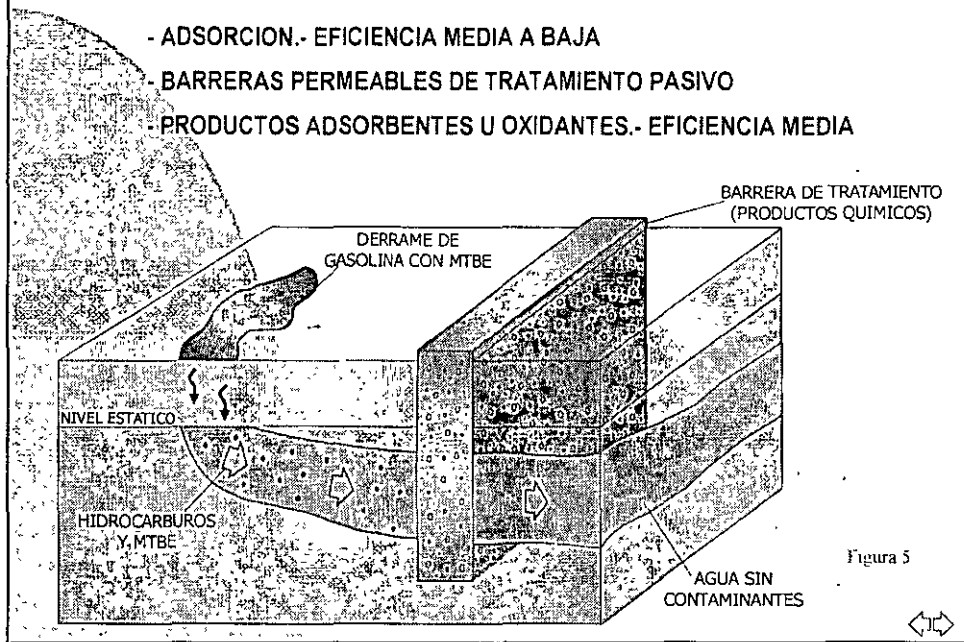 - ADSORCION.- EFICIENCIA MEDIA A BAJA
- BARRERAS PERMEABLES DE TRATAMIENTO PASIVO
- PRODUCTOS ADSORBENTES U OXIDANTES.- EFICIENCIA MEDIA
BARRERA DE TRATAMIENTO
(PRODUCTOS QUIMICOS)
DERRAME DE
GASOLINA CON MTBE
NIVEL ESTATICO
HIDROCARBUROS
Y MTBE
AGUA SIN
CONTAMINANTES
Figura 5